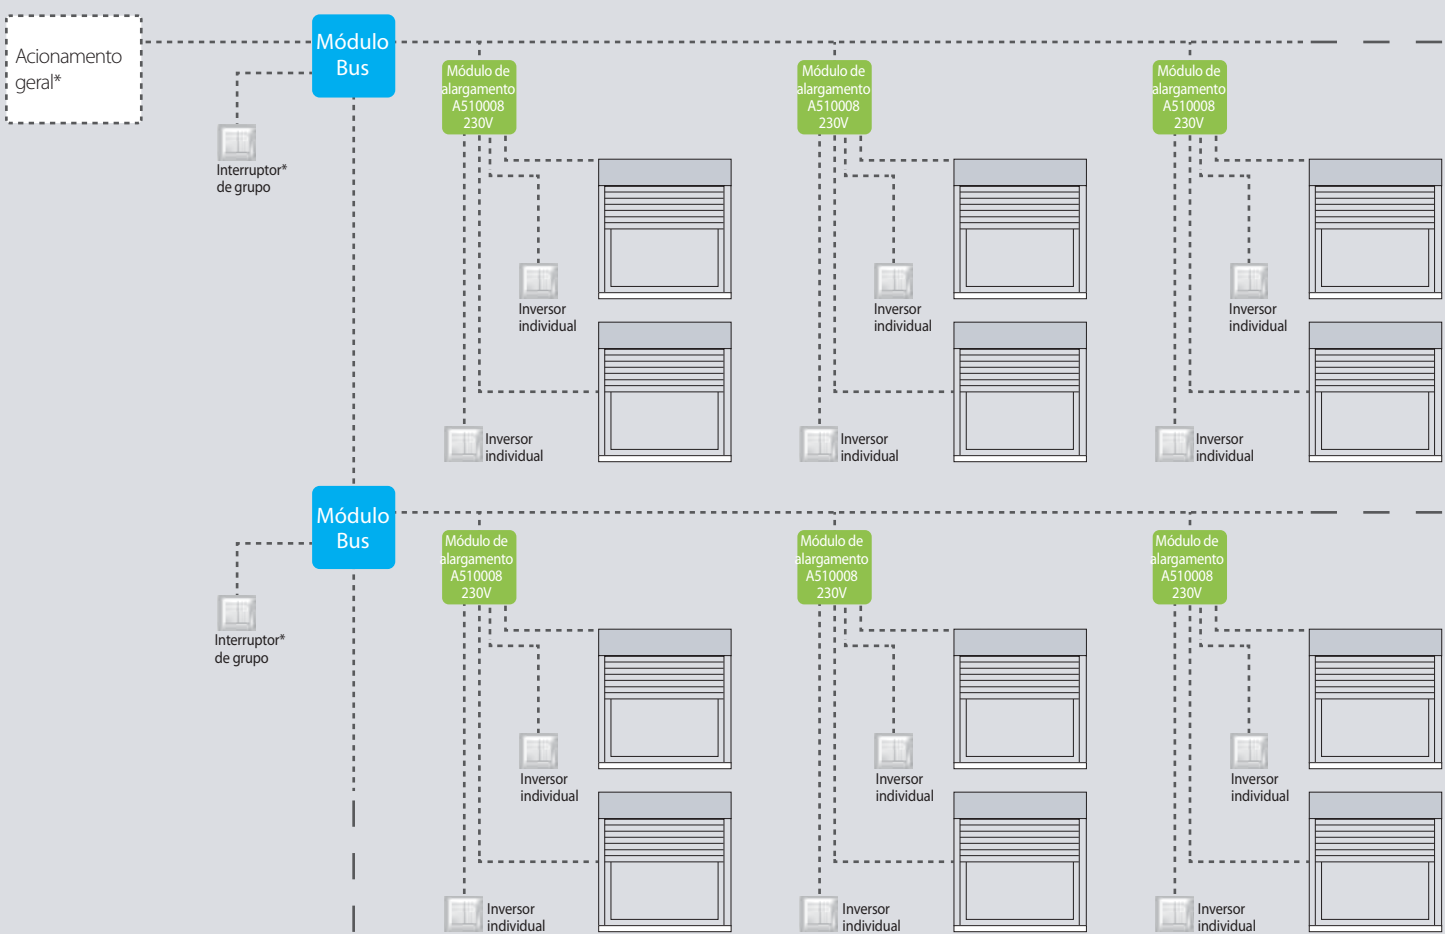 Acionamento
geral*
Módulo
Bus
Interruptor*
de grupo
Módulo de
alargamento
A510008
230V
Inversor
individual
Inversor
individual
Módulo de
alargamento
A510008
230V
Inversor
individual
Inversor
individual
Módulo de
alargamento
A510008
230V
Inversor
individual
Inversor
individual
Módulo
Bus
Interruptor*
de grupo
Módulo de
alargamento
A510008
230V
Inversor
individual
Inversor
individual
Módulo de
alargamento
A510008
230V
Inversor
individual
Inversor
individual
Módulo de
alargamento
A510008
230V
Inversor
individual
Inversor
individual